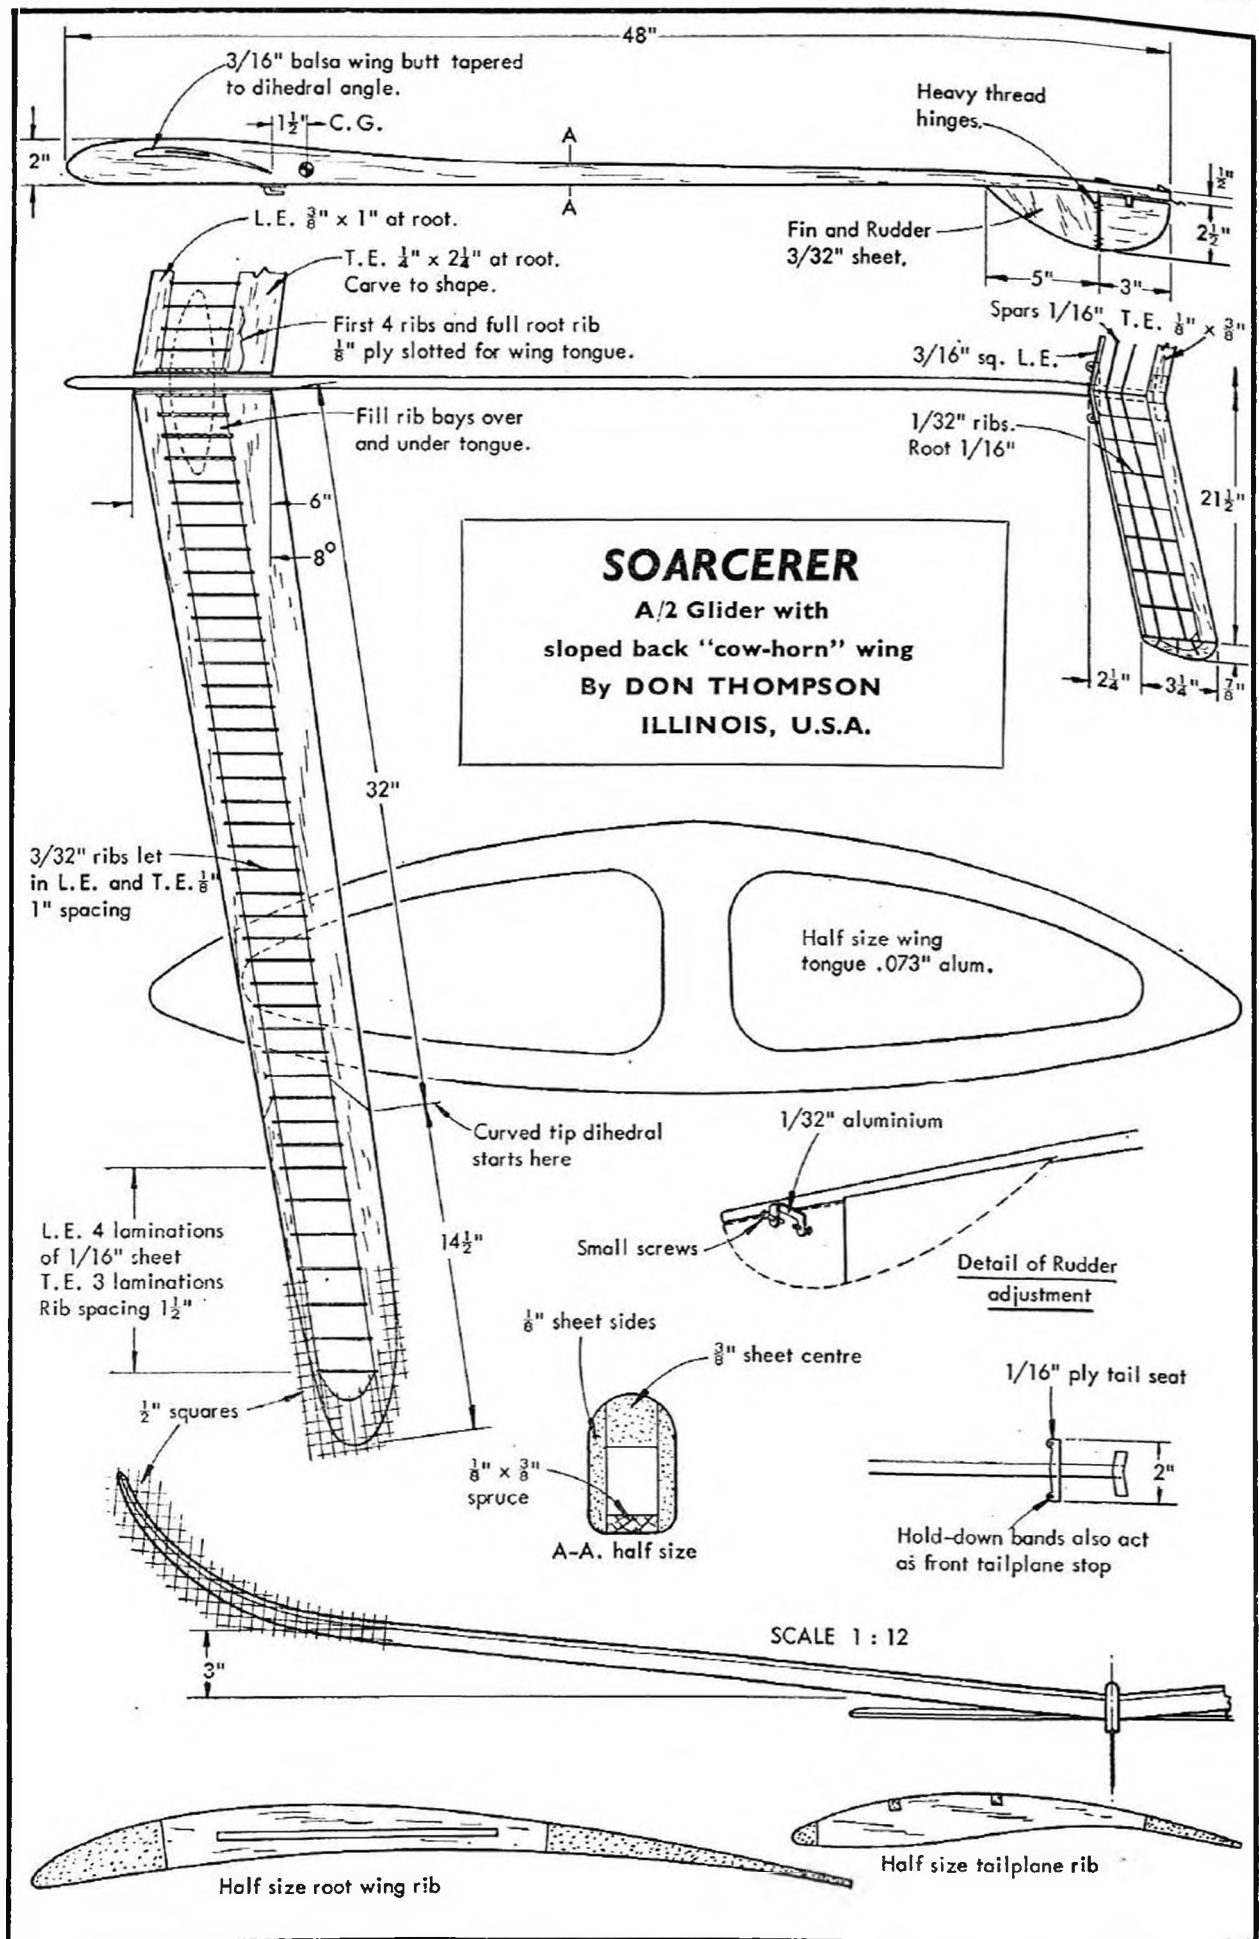 48"
3/16" balsa wing butt tapered
to dihedral angle.
1½" C.G.
Heavy thread
hinges.
2"
A
A
½"
2½"
L.E. ⅜" x 1" at root.
Fin and Rudder
3/32" sheet.
T.E. ¼" x 2¼" at root.
Carve to shape.
5"
3"
First 4 ribs and full root rib
⅛" ply slotted for wing tongue.
Spars 1/16"
T.E. ⅛" x ⅜"
3/16" sq. L.E.
Fill rib bays over
and under tongue.
1/32" ribs.
Root 1/16"
6"
21½"
8°
SOARCERER
A/2 Glider with
sloped back "cow-horn" wing
By DON THOMPSON
ILLINOIS, U.S.A.
2¼"
3¼"
⅞"
32"
3/32" ribs let
in L.E. and T.E. ⅛"
1" spacing
Half size wing
tongue .073" alum.
Curved tip dihedral
starts here
1/32" aluminium
L.E. 4 laminations
of 1/16" sheet
T.E. 3 laminations
Rib spacing 1½"
14½"
Small screws
Detail of Rudder
adjustment
⅛" sheet sides
⅜" sheet centre
1/16" ply tail seat
½" squares
⅛" x ⅜"
spruce
2"
A-A. half size
Hold-down bands also act
as front tailplane stop
SCALE 1 : 12
3"
Half size root wing rib
Half size tailplane rib